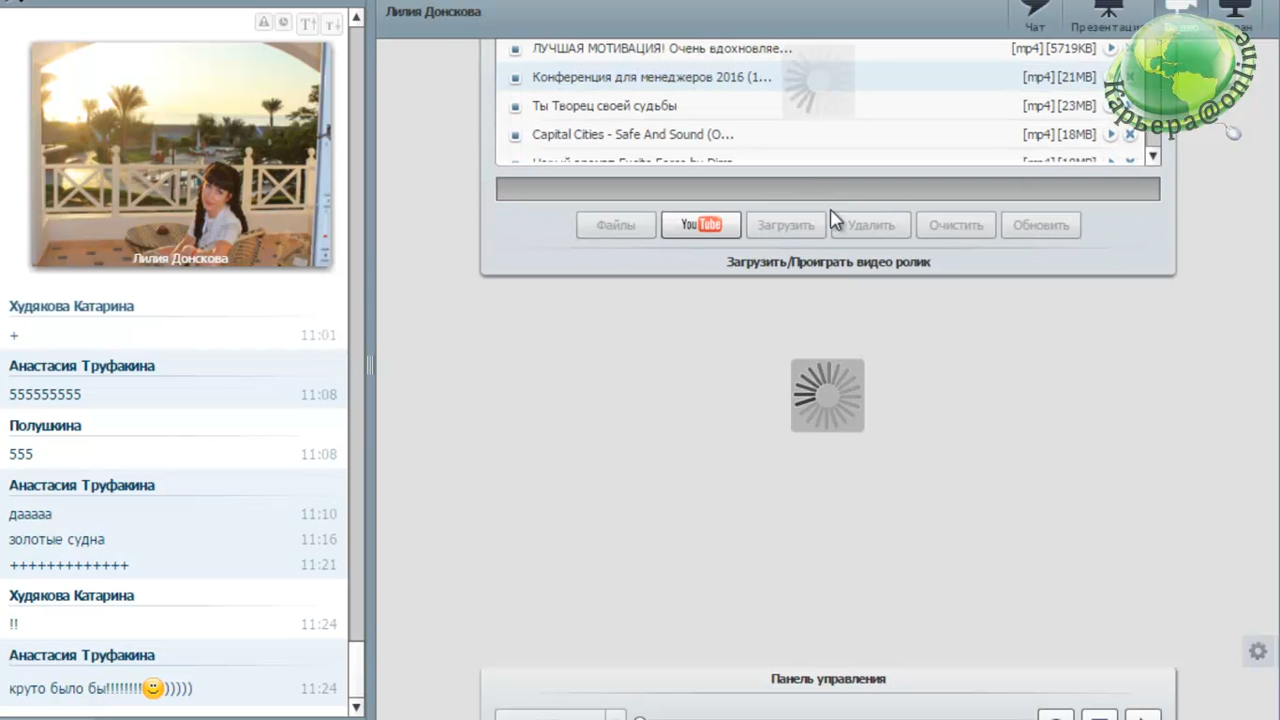 Лилия Донскова
Худякова Катарина
+ 11:01
Анастасия Труфакина
555555555 11:08
Полушкина
555 11:08
Анастасия Труфакина
дааааа 11:10
золотые судна 11:16
+++++++++++++ 11:21
Худякова Катарина
!! 11:24
Анастасия Труфакина
круто было бы!!!!!!!!😊))))) 11:24
Лилия Донскова
Чат
ЛУЧШАЯ МОТИВАЦИЯ! Очень вдохновляе... [mp4] [5719KB]
Конференция для менеджеров 2016 (1... [mp4] [21MB]
Ты Творец своей судьбы [mp4] [23MB]
Capital Cities - Safe And Sound (O... [mp4] [18MB]
Файлы YouTube Загрузить Удалить Очистить Обновить
Загрузить/Проиграть видео ролик
Панель управления
Карьера@online